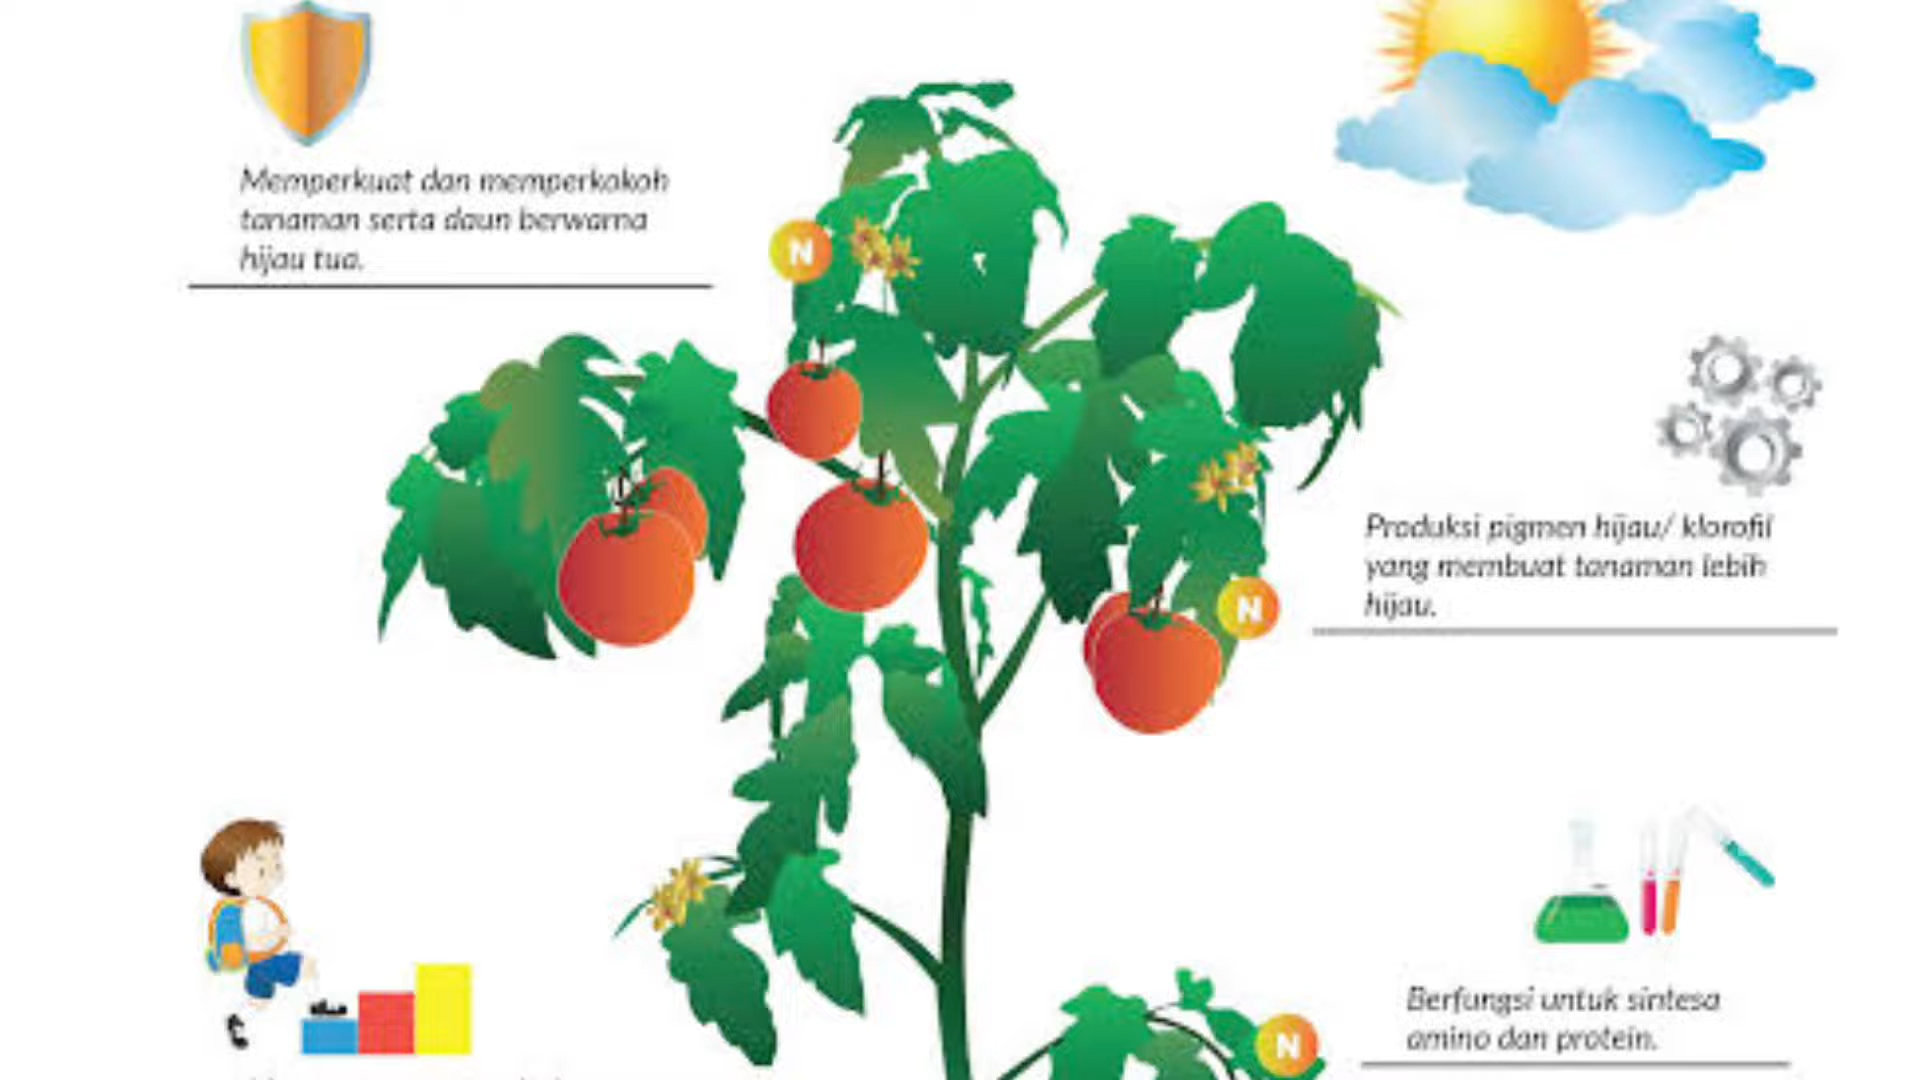 Memperkuat dan memperkokoh
tanaman serta daun berwarna
hijau tua.
N
Produksi pigmen hijau/ klorofil
yang membuat tanaman lebih
hijau.
N
Berfungsi untuk sintesa
amino dan protein.
N